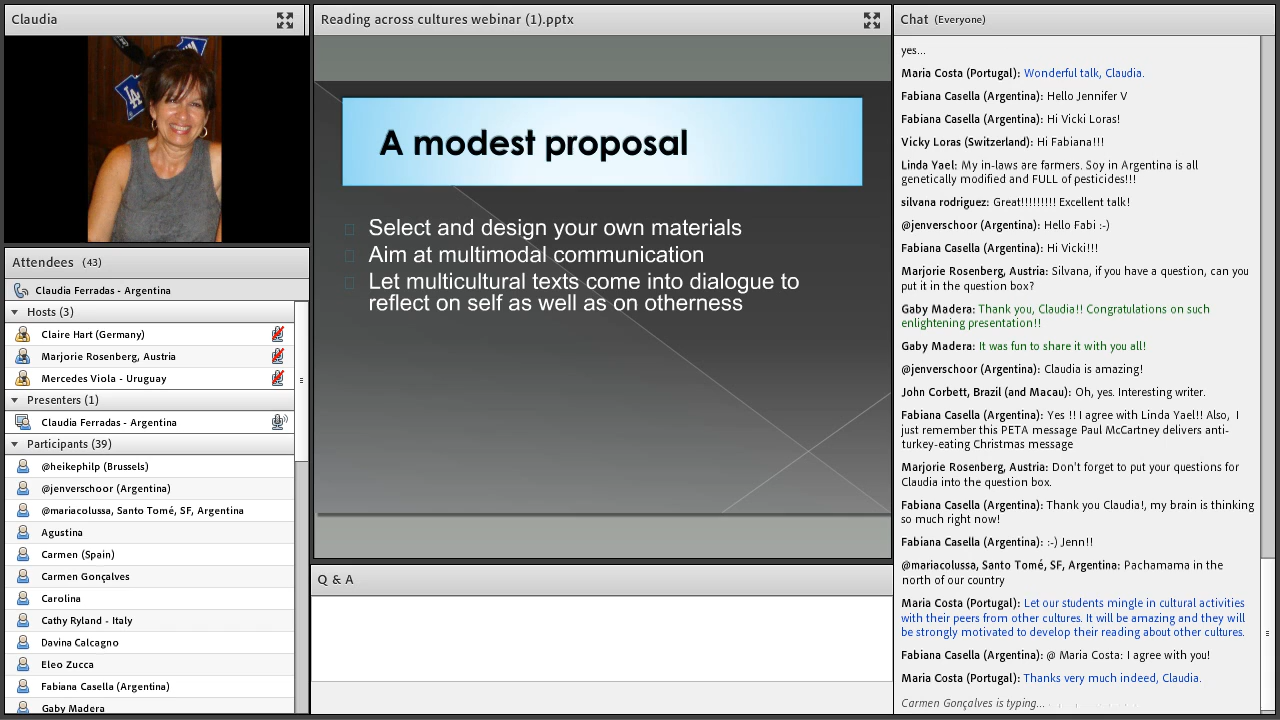 Claudia
Attendees (43)
Claudia Ferradas - Argentina
Hosts (3)
Claire Hart (Germany)
Marjorie Rosenberg, Austria
Mercedes Viola - Uruguay
Presenters (1)
Claudia Ferradas - Argentina
Participants (39)
@heikephilp (Brussels)
@jenverschoor (Argentina)
@mariacolussa, Santo Tomé, SF, Argentina
Agustina
Carmen (Spain)
Carmen Gonçalves
Carolina
Cathy Ryland - Italy
Davina Calcagno
Eleo Zucca
Fabiana Casella (Argentina)
Gaby Madera
Reading across cultures webinar (1).pptx
A modest proposal
Select and design your own materials
Aim at multimodal communication
Let multicultural texts come into dialogue to
reflect on self as well as on otherness
Q & A
Chat (Everyone)
yes...
Maria Costa (Portugal): Wonderful talk, Claudia.
Fabiana Casella (Argentina): Hello Jennifer V
Fabiana Casella (Argentina): Hi Vicki Loras!
Vicky Loras (Switzerland): Hi Fabiana!!!
Linda Yael: My in-laws are farmers. Soy in Argentina is all
genetically modified and FULL of pesticides!!!
silvana rodriguez: Great!!!!!!!!! Excellent talk!
@jenverschoor (Argentina): Hello Fabi :-)
Fabiana Casella (Argentina): Hi Vicki!!!
Marjorie Rosenberg, Austria: Silvana, if you have a question, can you
put it in the question box?
Gaby Madera: Thank you, Claudia!! Congratulations on such
enlightening presentation!!
Gaby Madera: It was fun to share it with you all!
@jenverschoor (Argentina): Claudia is amazing!
John Corbett, Brazil (and Macau): Oh, yes. Interesting writer.
Fabiana Casella (Argentina): Yes !! I agree with Linda Yael!! Also, I
just remember this PETA message Paul McCartney delivers anti-
turkey-eating Christmas message
Marjorie Rosenberg, Austria: Don't forget to put your questions for
Claudia into the question box.
Fabiana Casella (Argentina): Thank you Claudia!, my brain is thinking
so much right now!
Fabiana Casella (Argentina): :-) Jenn!!
@mariacolussa, Santo Tomé, SF, Argentina: Pachamama in the
north of our country
Maria Costa (Portugal): Let our students mingle in cultural activities
with their peers from other cultures. It will be amazing and they will
be strongly motivated to develop their reading about other cultures.
Fabiana Casella (Argentina): @ Maria Costa: I agree with you!
Maria Costa (Portugal): Thanks very much indeed, Claudia.
Carmen Gonçalves is typing...